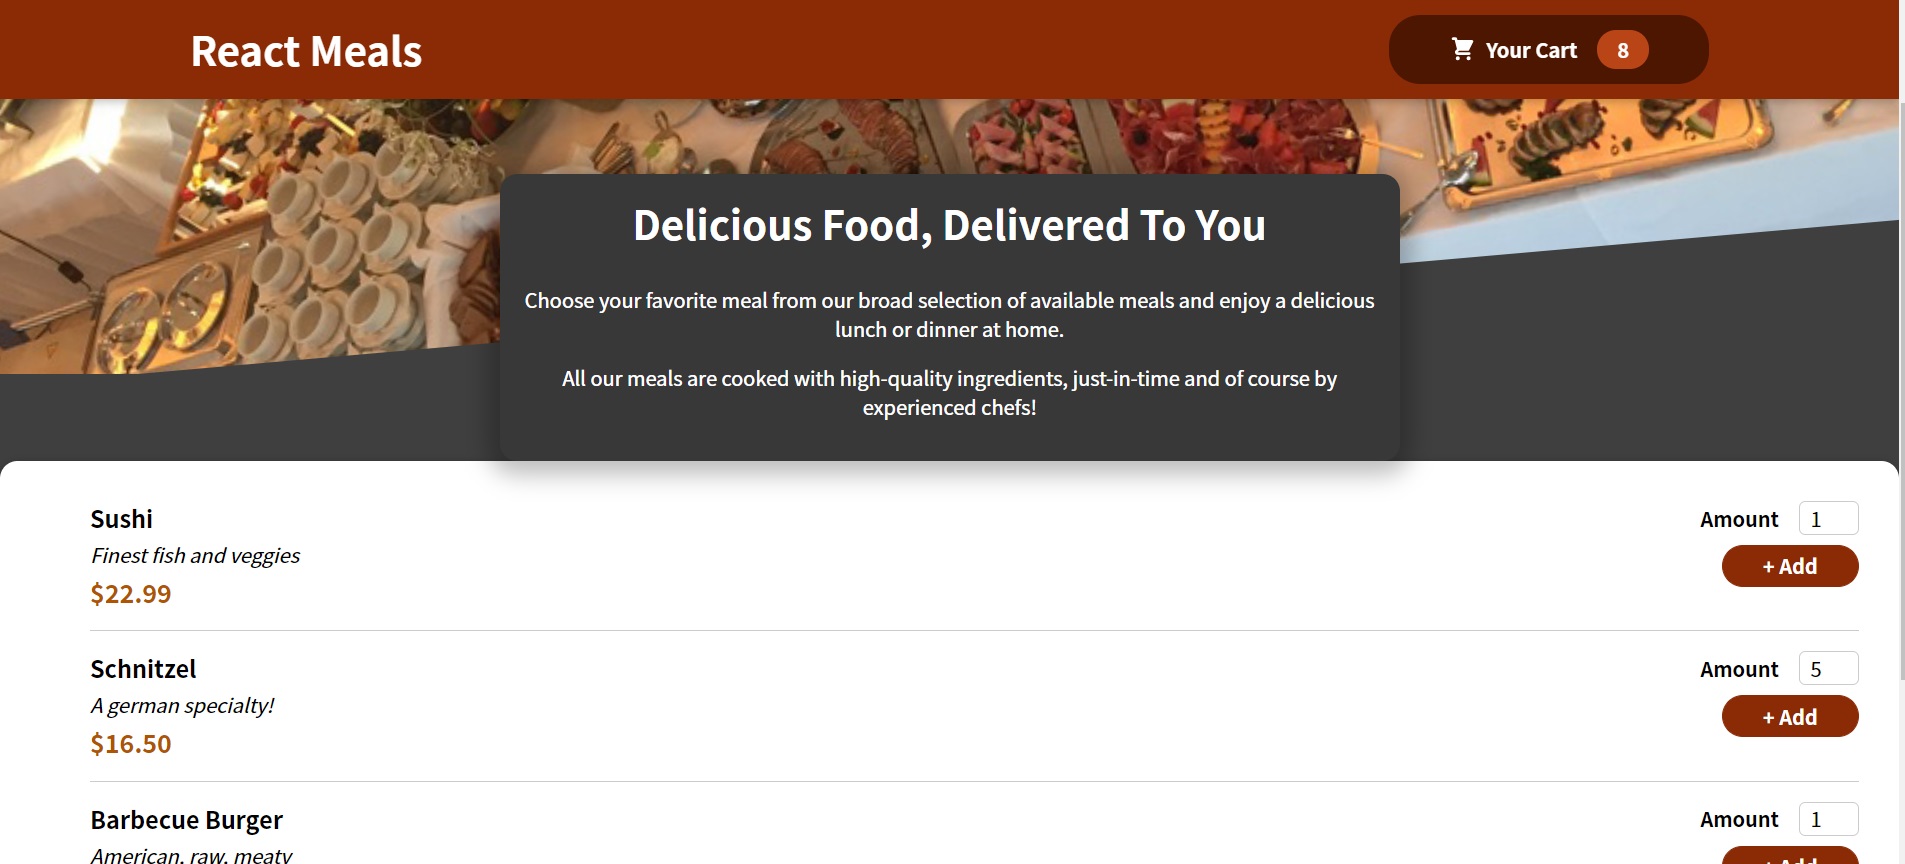 React Meals
Your Cart 8
Delicious Food, Delivered To You
Choose your favorite meal from our broad selection of available meals and enjoy a delicious
lunch or dinner at home.
All our meals are cooked with high-quality ingredients, just-in-time and of course by
experienced chefs!
Sushi
Finest fish and veggies
$22.99
Amount 1
+ Add
Schnitzel
A german specialty!
$16.50
Amount 5
+ Add
Barbecue Burger
American, raw, meaty
Amount 1
+ Add